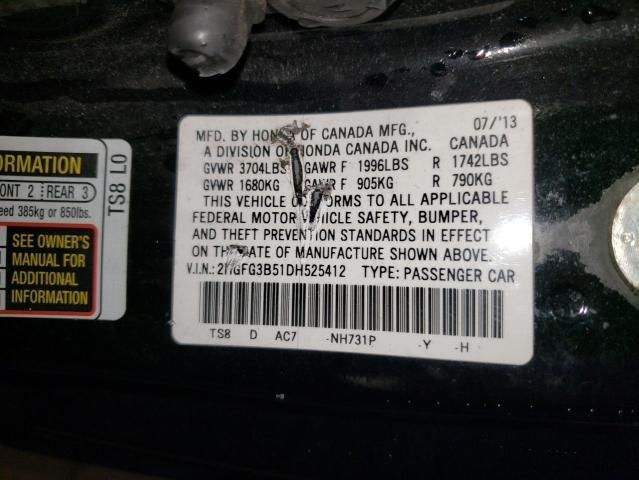 ORMATION
ONT 2 REAR 3
eed 385kg or 850lbs.
SEE OWNER'S
MANUAL FOR
ADDITIONAL
INFORMATION
TS8 L0
MFD. BY HONDA OF CANADA MFG., 07/'13
A DIVISION OF HONDA CANADA INC. CANADA
GVWR 3704LBS GAWR F 1996LBS R 1742LBS
GVWR 1680KG GAWR F 905KG R 790KG
THIS VEHICLE CONFORMS TO ALL APPLICABLE
FEDERAL MOTOR VEHICLE SAFETY, BUMPER,
AND THEFT PREVENTION STANDARDS IN EFFECT
ON THE DATE OF MANUFACTURE SHOWN ABOVE.
V.I.N.: 2HGFG3B51DH525412 TYPE: PASSENGER CAR
TS8 D AC7 -NH731P -Y -H